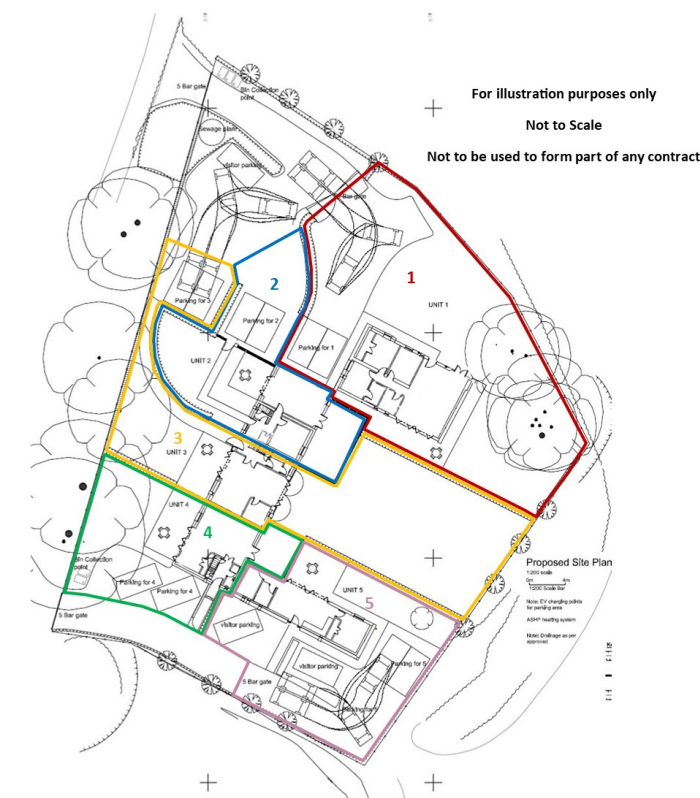 5 Bar gate
Bin Collection
point
For illustration purposes only
Not to Scale
Not to be used to form part of any contract
Sewage plant
visitor parking
5 Bar gate
1
2
UNIT 1
Parking for 3
Parking for 2
Parking for 1
UNIT 2
3
UNIT 3
UNIT 4
4
Bin Collection
point
Parking for 4
Parking for 4
5 Bar gate
UNIT 5
5
Proposed Site Plan
1:200 scale
0m 4m
1:200 Scale Bar
Note: EV charging points
for parking area
ASHP heating system
Note: Drainage as per
approved
visitor parking
visitor parking
Parking for 5
5 Bar gate
Parking for 5